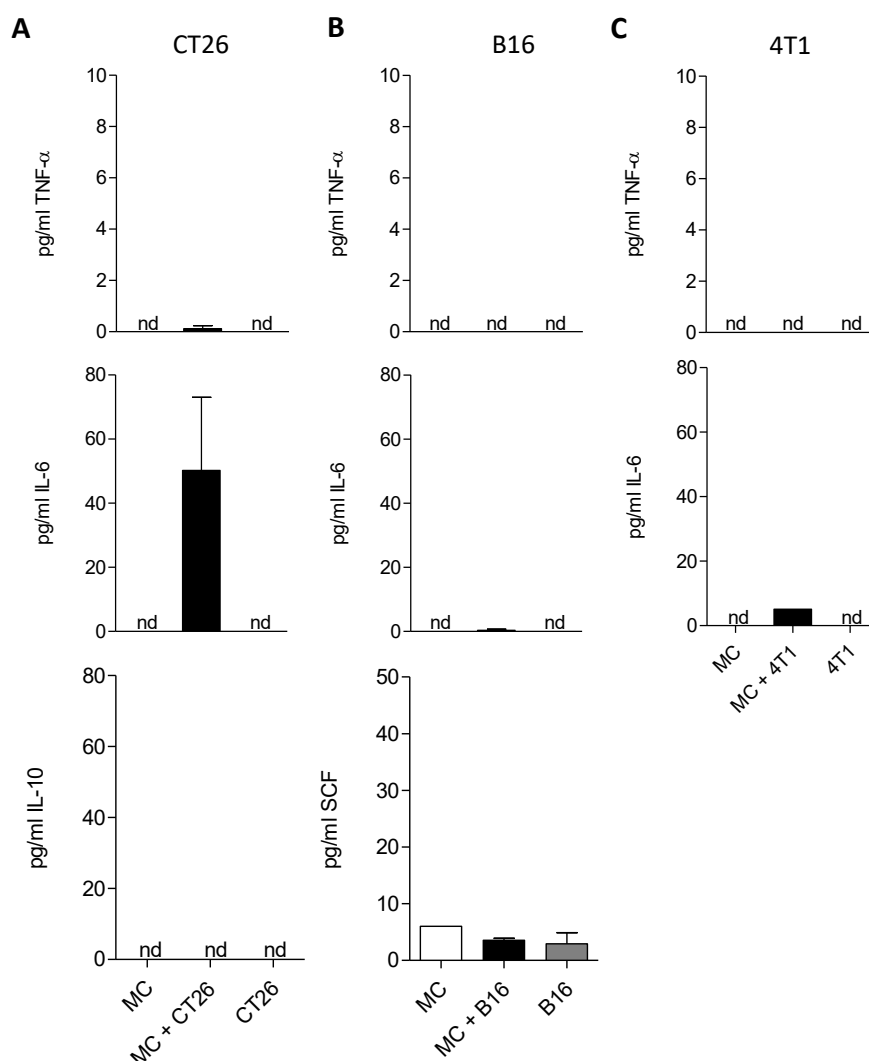 A
CT26
pg/ml TNF-α
10
8
6
4
2
0
nd
nd
pg/ml IL-6
80
60
40
20
0
nd
nd
pg/ml IL-10
80
60
40
20
0
nd
nd
nd
MC
MC + CT26
CT26
B
B16
pg/ml TNF-α
10
8
6
4
2
0
nd
nd
nd
pg/ml IL-6
80
60
40
20
0
nd
nd
pg/ml SCF
50
40
30
20
10
0
MC
MC + B16
B16
C
4T1
pg/ml TNF-α
10
8
6
4
2
0
nd
nd
nd
pg/ml IL-6
80
60
40
20
0
nd
nd
MC
MC + 4T1
4T1